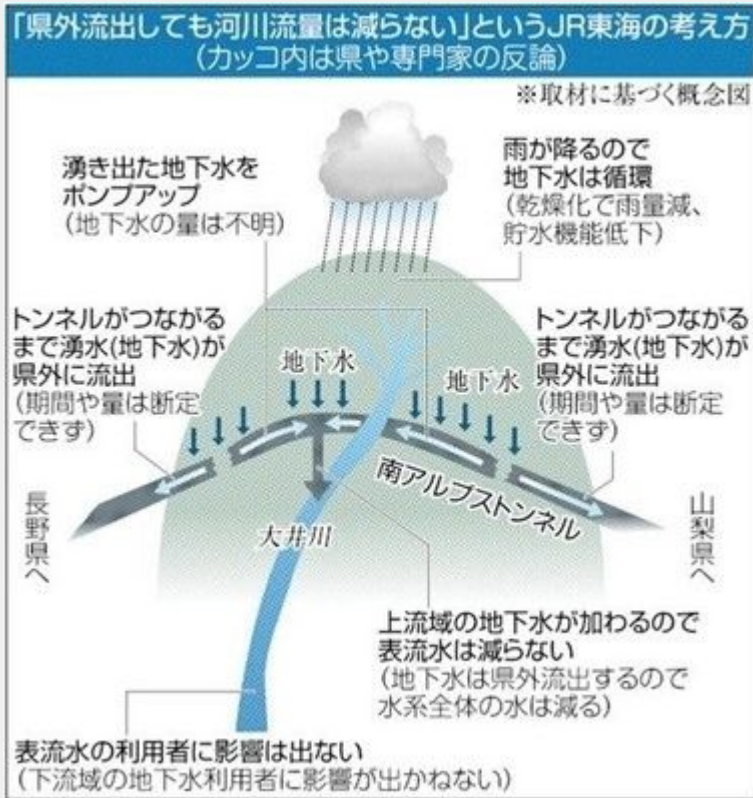 「県外流出しても河川流量は減らない」というJR東海の考え方
(カッコ内は県や専門家の反論)
※取材に基づく概念図
湧き出た地下水を
ポンプアップ
(地下水の量は不明)
雨が降るので
地下水は循環
(乾燥化で雨量減、
貯水機能低下)
トンネルがつながる
まで湧水(地下水)が
県外に流出
(期間や量は断定
できず)
地下水
地下水
トンネルがつながる
まで湧水(地下水)が
県外に流出
(期間や量は断定
できず)
長野県へ
大井川
南アルプストンネル
山梨県へ
上流域の地下水が加わるので
表流水は減らない
(地下水は県外流出するので
水系全体の水は減る)
表流水の利用者に影響は出ない
(下流域の地下水利用者に影響が出かねない)